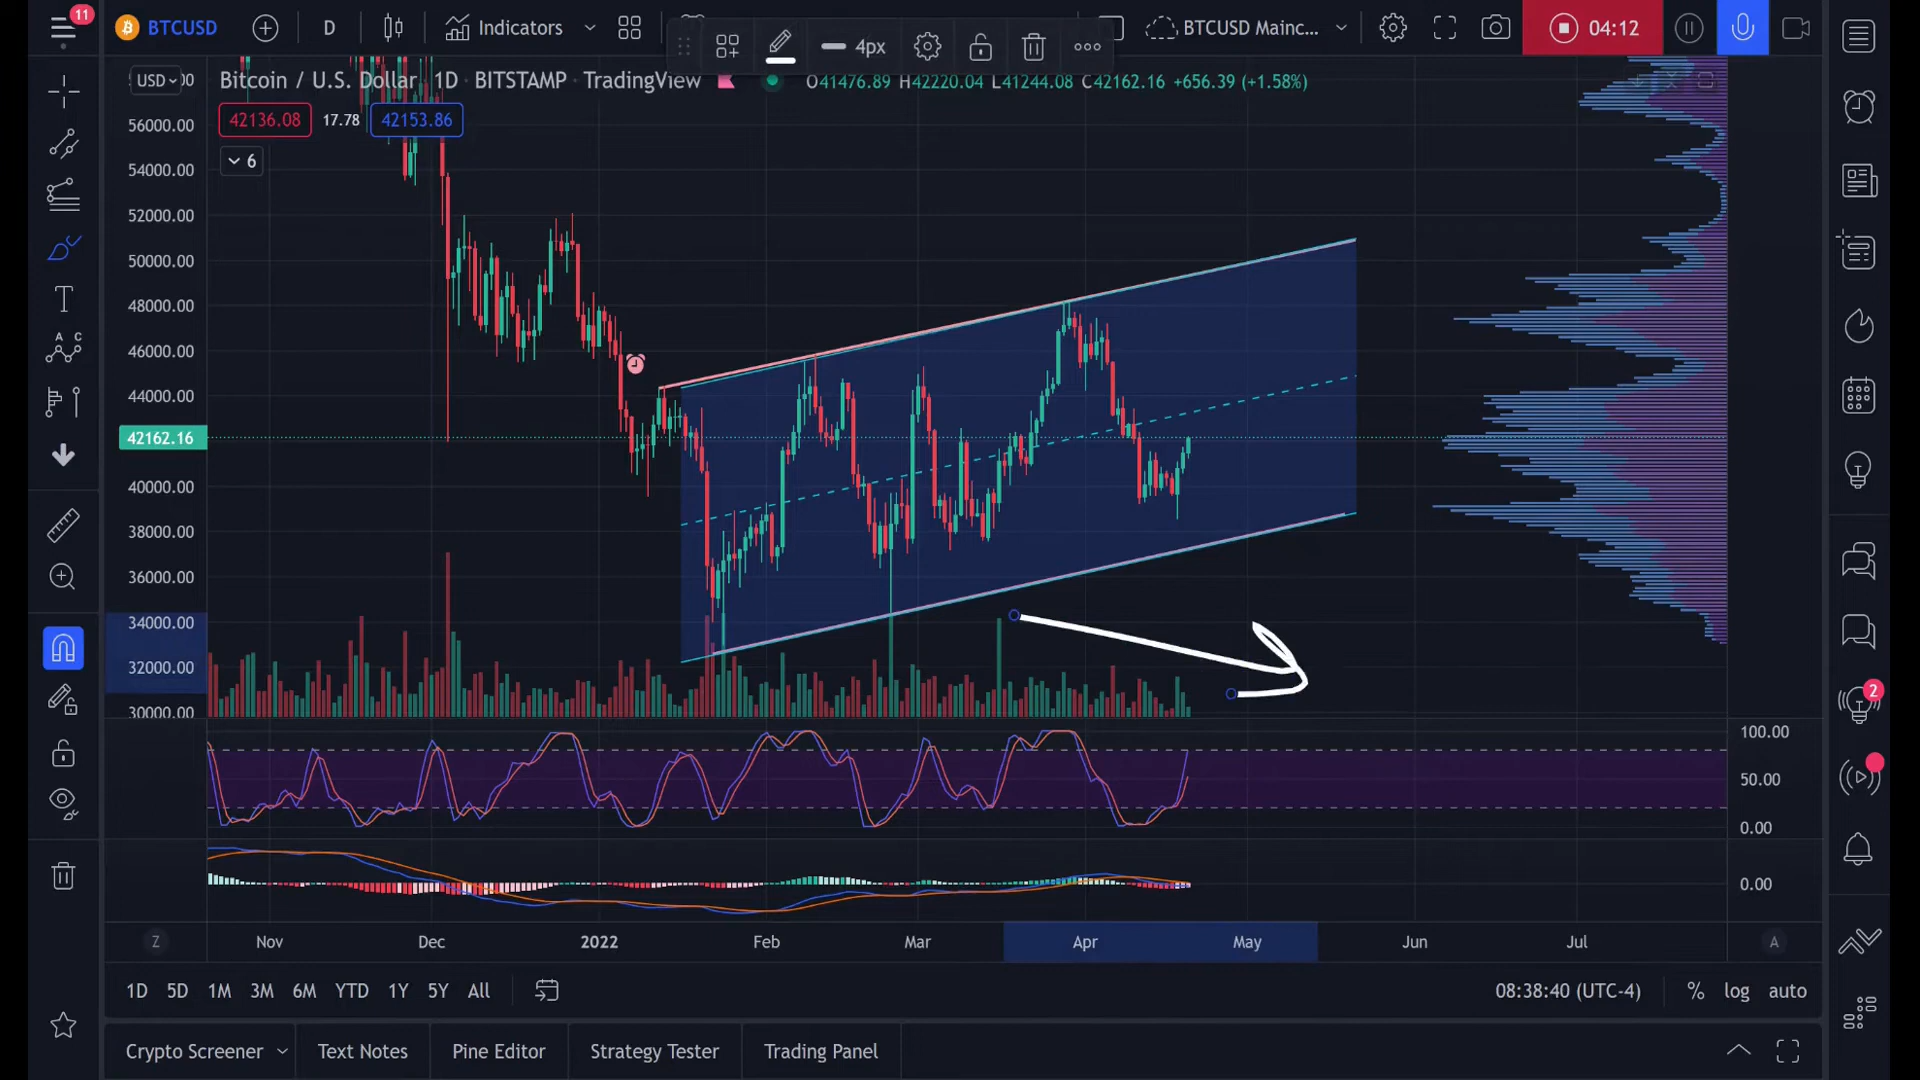 11
BTCUSD
D
Indicators
4px
BTCUSD Mainc...
04:12
USD
Bitcoin / U.S. Dollar 1D BITSTAMP TradingView
O41476.89 H42220.04 L41244.08 C42162.16 +656.39 (+1.58%)
42136.08 17.78 42153.86
6
56000.00
54000.00
52000.00
50000.00
48000.00
46000.00
44000.00
42162.16
40000.00
38000.00
36000.00
34000.00
32000.00
30000.00
T
A C
2
100.00
50.00
0.00
0.00
Z
Nov Dec 2022 Feb Mar Apr May Jun Jul
A
1D 5D 1M 3M 6M YTD 1Y 5Y All
08:38:40 (UTC-4)
% log auto
Crypto Screener Text Notes Pine Editor Strategy Tester Trading Panel